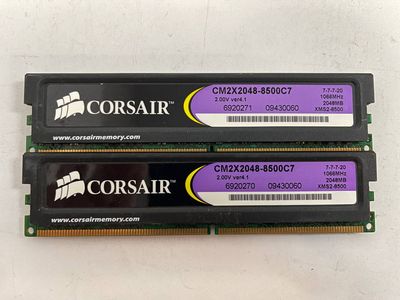 CORSAIR™
www.corsairmemory.com
CM2X2048-8500C7
2.00V ver4.1
6920271 09430060
7-7-7-20
1066MHz
2048MB
XMS2-8500
CORSAIR™
www.corsairmemory.com
CM2X2048-8500C7
2.00V ver4.1
6920270 09430060
7-7-7-20
1066MHz
2048MB
XMS2-8500